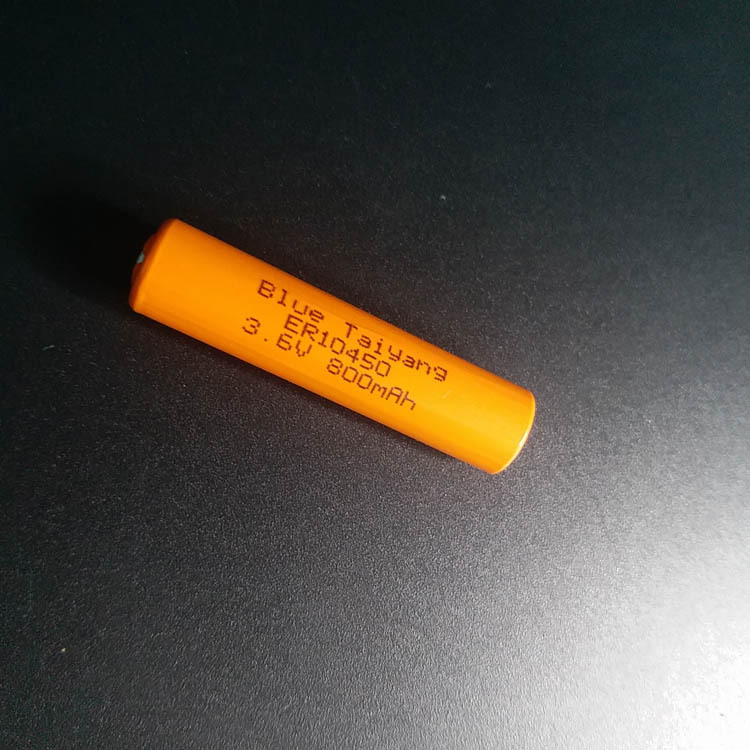 Blue Taiyang
ER10450
3.6V 800mAh